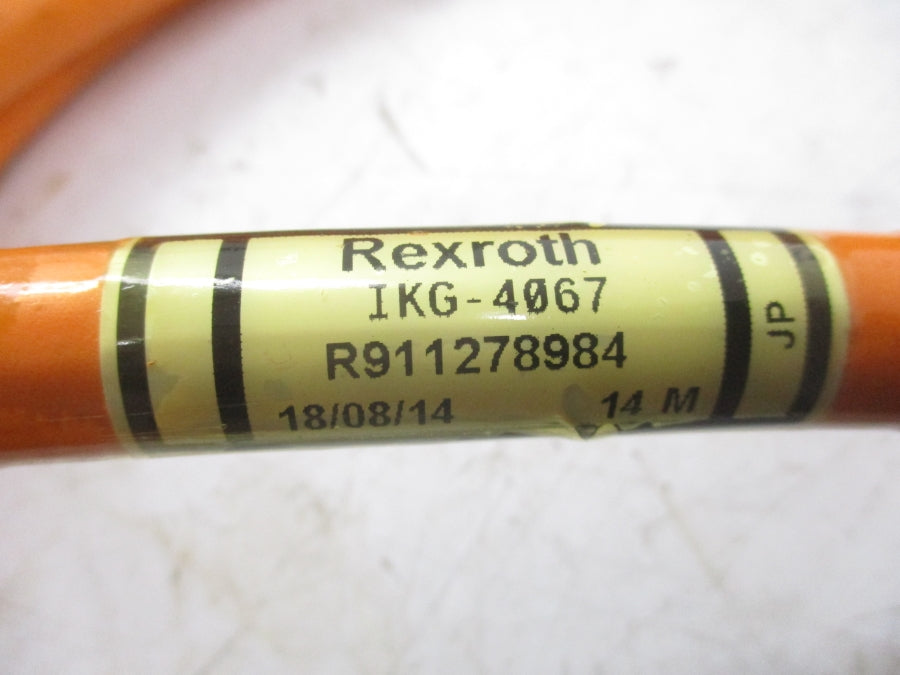 Rexroth
IKG-4067
R911278984
18/08/14 14 M
JP